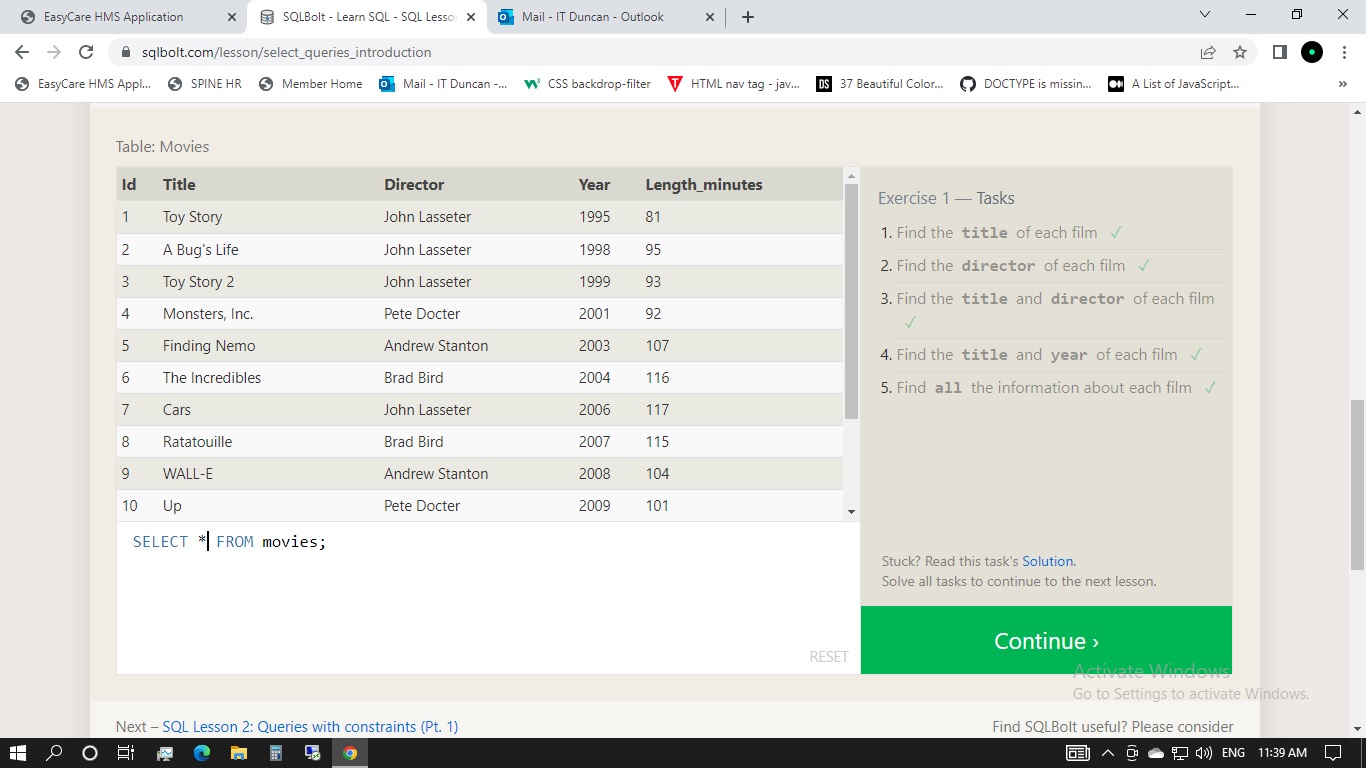 EasyCare HMS Application
SQLBolt - Learn SQL - SQL Lesson
Mail - IT Duncan - Outlook
sqlbolt.com/lesson/select_queries_introduction
EasyCare HMS Appl... SPINE HR Member Home Mail - IT Duncan -... CSS backdrop-filter HTML nav tag - jav... DS 37 Beautiful Color... DOCTYPE is missin... A List of JavaScript... »
Table: Movies
Id Title Director Year Length_minutes
1 Toy Story John Lasseter 1995 81
2 A Bug's Life John Lasseter 1998 95
3 Toy Story 2 John Lasseter 1999 93
4 Monsters, Inc. Pete Docter 2001 92
5 Finding Nemo Andrew Stanton 2003 107
6 The Incredibles Brad Bird 2004 116
7 Cars John Lasseter 2006 117
8 Ratatouille Brad Bird 2007 115
9 WALL-E Andrew Stanton 2008 104
10 Up Pete Docter 2009 101
SELECT * FROM movies;
RESET
Exercise 1 — Tasks
1. Find the title of each film ✓
2. Find the director of each film ✓
3. Find the title and director of each film
✓
4. Find the title and year of each film ✓
5. Find all the information about each film ✓
Stuck? Read this task's Solution.
Solve all tasks to continue to the next lesson.
Continue ›
Activate Windows
Go to Settings to activate Windows.
Next – SQL Lesson 2: Queries with constraints (Pt. 1)
Find SQLBolt useful? Please consider
ENG 11:39 AM